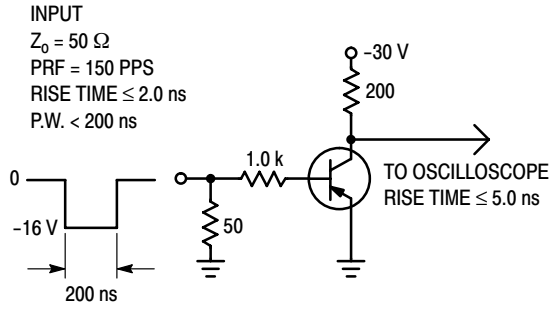 INPUT
Zo = 50 Ω
PRF = 150 PPS
RISE TIME ≤ 2.0 ns
P.W. < 200 ns
−30 V
200
1.0 k
TO OSCILLOSCOPE
RISE TIME ≤ 5.0 ns
0
−16 V
50
200 ns